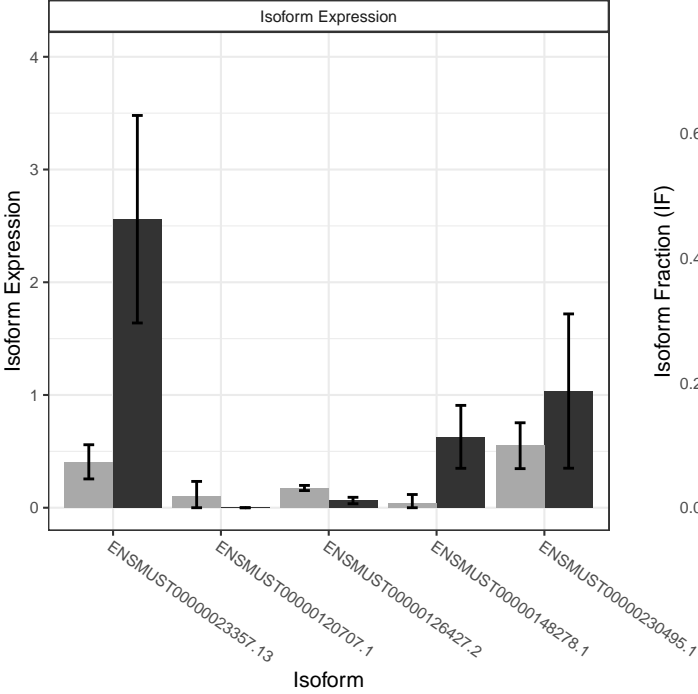 Isoform Expression
Isoform Expression
4
3
2
1
0
ENSMUST00000023357.13
ENSMUST00000120707.1
ENSMUST00000126427.2
ENSMUST00000148278.1
ENSMUST00000230495.1
Isoform
Isoform Fraction (IF)
0.6
0.4
0.2
0.0